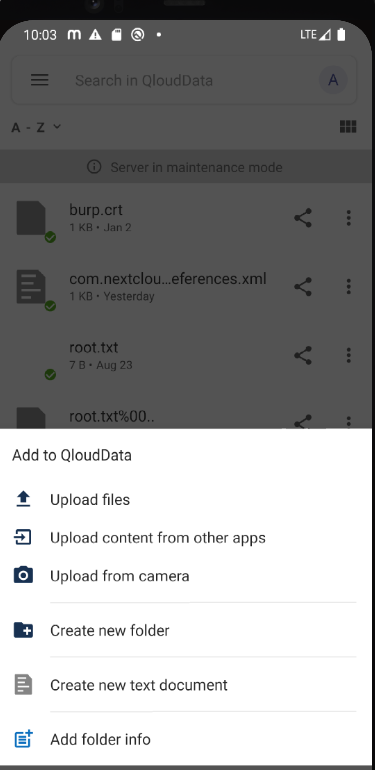 10:03 LTE
Search in QloudData A
A - Z
Server in maintenance mode
burp.crt
1 KB • Jan 2
com.nextclou...eferences.xml
1 KB • Yesterday
root.txt
7 B • Aug 23
root.txt%00..
Add to QloudData
Upload files
Upload content from other apps
Upload from camera
Create new folder
Create new text document
Add folder info